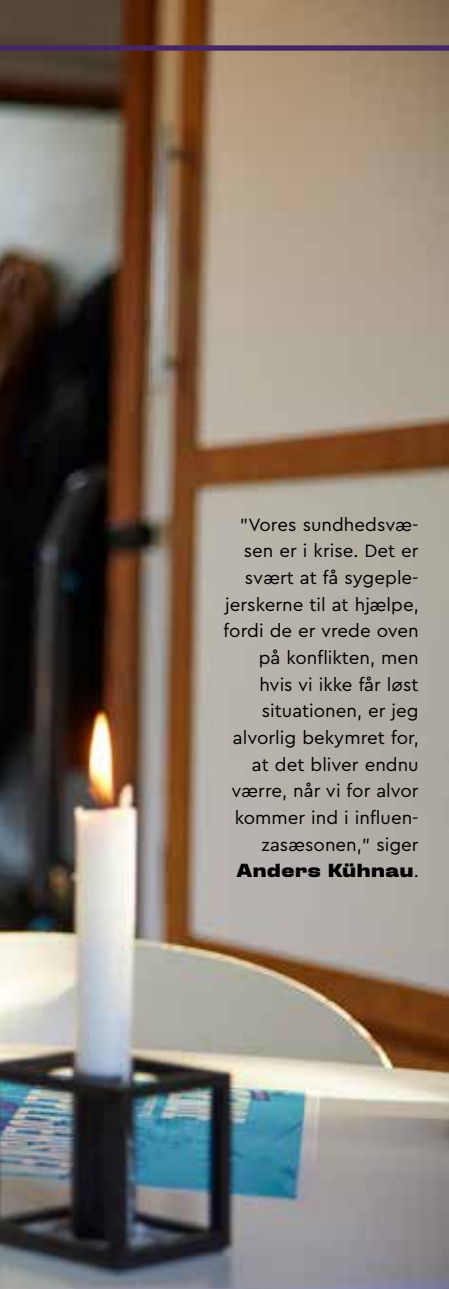 "Vores sundhedsvæ-
sen er i krise. Det er
svært at få sygeple-
jerskerne til at hjælpe,
fordi de er vrede oven
på konflikten, men
hvis vi ikke får løst
situationen, er jeg
alvorlig bekymret for,
at det bliver endnu
værre, når vi for alvor
kommer ind i influen-
zasæsonen," siger
Anders Kühnau.